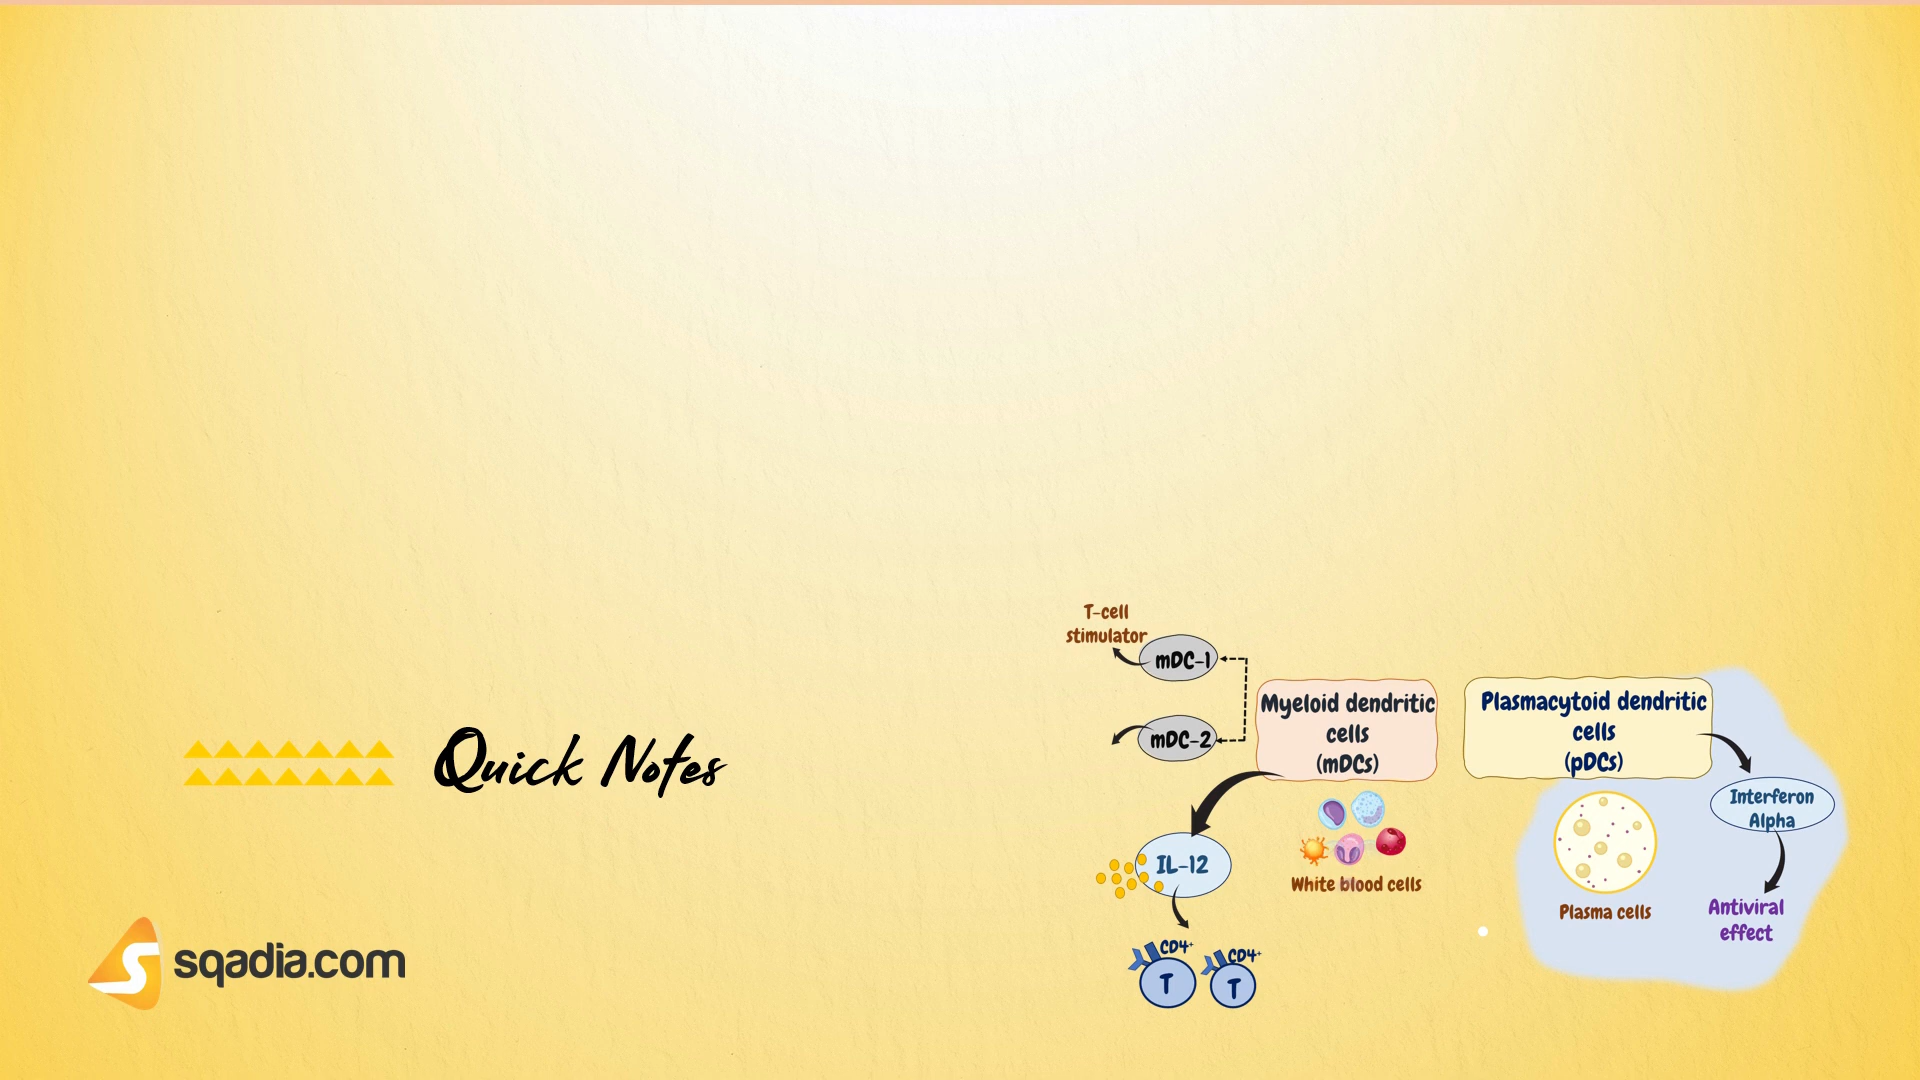 T-cell
stimulator
mDC-1
mDC-2
Myeloid dendritic
cells
(mDCs)
Plasmacytoid dendritic
cells
(pDCs)
Interferon
Alpha
IL-12
White blood cells
Plasma cells
Antiviral
effect
CD4+
CD4+
T
T
Quick Notes
sqadia.com